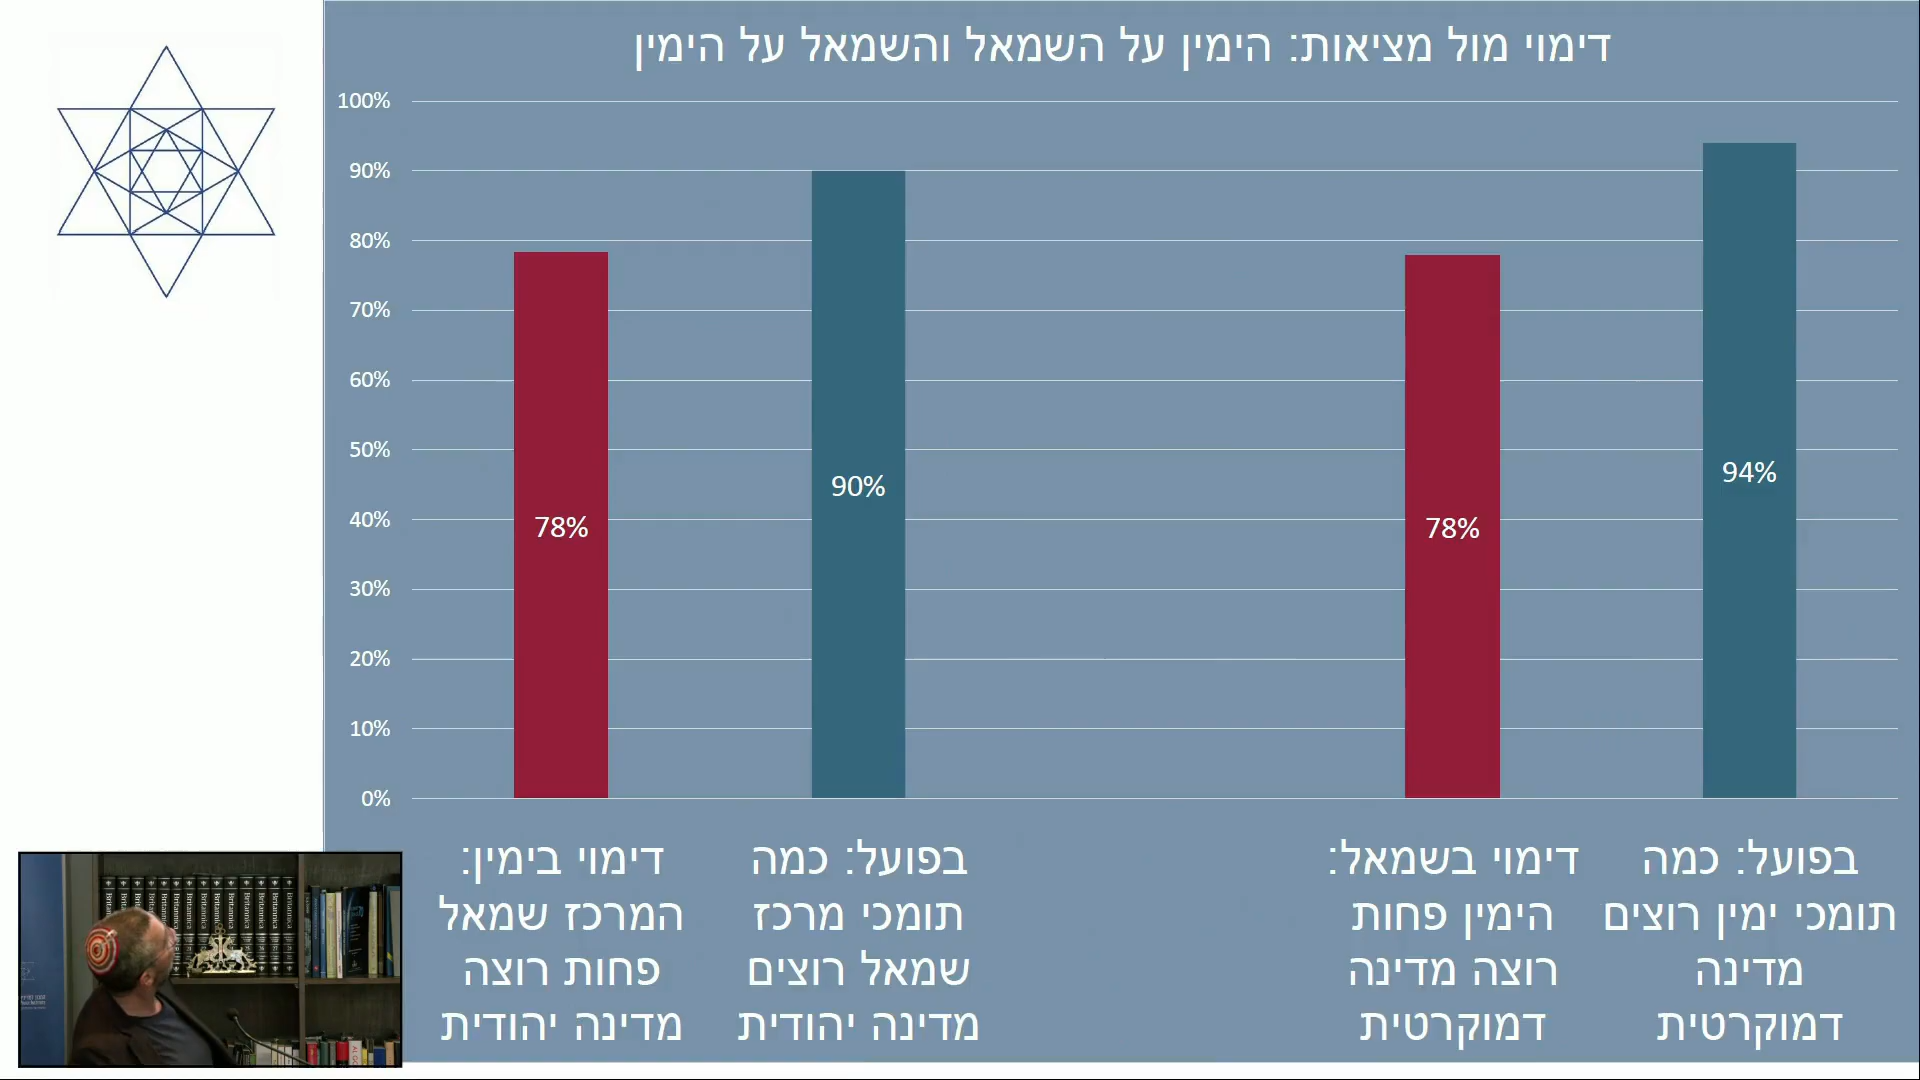 דימוי מול מציאות: הימין על השמאל והשמאל על הימין
100%
90%
80%
70%
60%
50%
40%
30%
20%
10%
0%
78%
90%
78%
94%
דימוי בימין:
המרכז שמאל
פחות רוצה
מדינה יהודית
בפועל: כמה
תומכי מרכז
שמאל רוצים
מדינה יהודית
דימוי בשמאל:
הימין פחות
רוצה מדינה
דמוקרטית
בפועל: כמה
תומכי ימין רוצים
מדינה
דמוקרטית